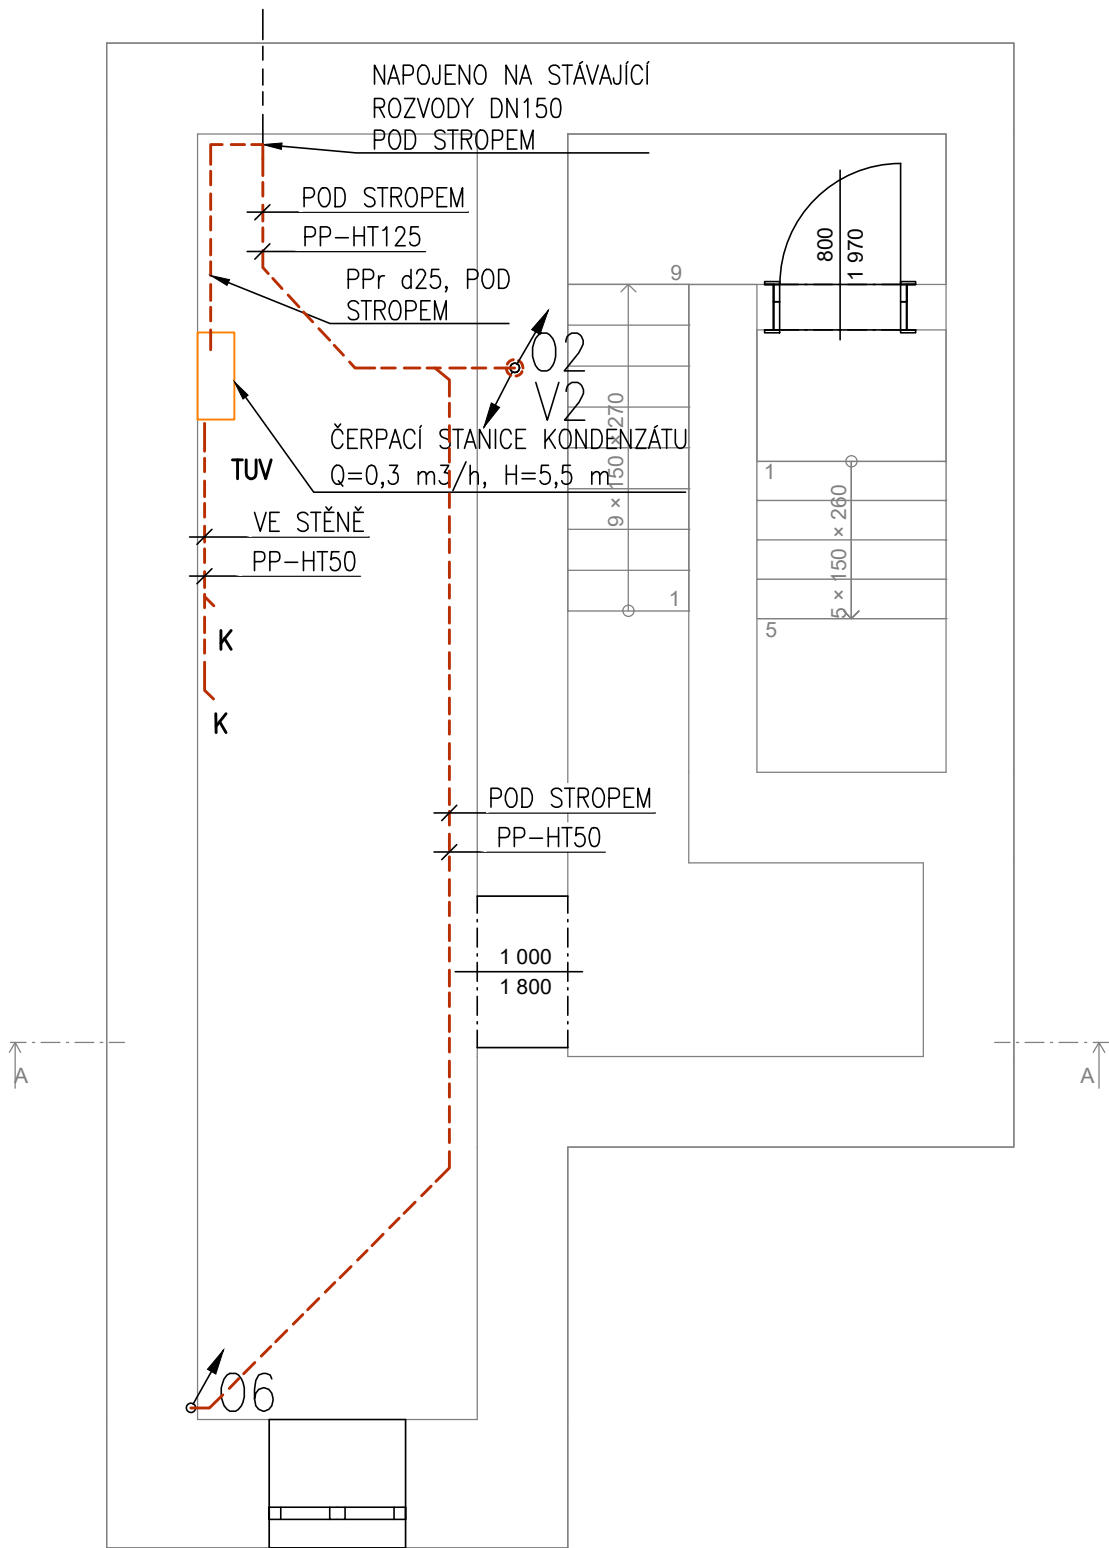 NAPOJENO NA STÁVAJÍCÍ
ROZVODY DN150
POD STROPEM
POD STROPEM
PP-HT125
PPr d25, POD
STROPEM
O2
V2
ČERPACÍ STANICE KONDENZÁTU
Q=0,3 m3/h, H=5,5 m
TUV
VE STĚNĚ
PP-HT50
K
K
800
1 970
9
9 × 150 × 270
1
1
5 × 150 × 260
5
POD STROPEM
PP-HT50
1 000
1 800
A
A
O6